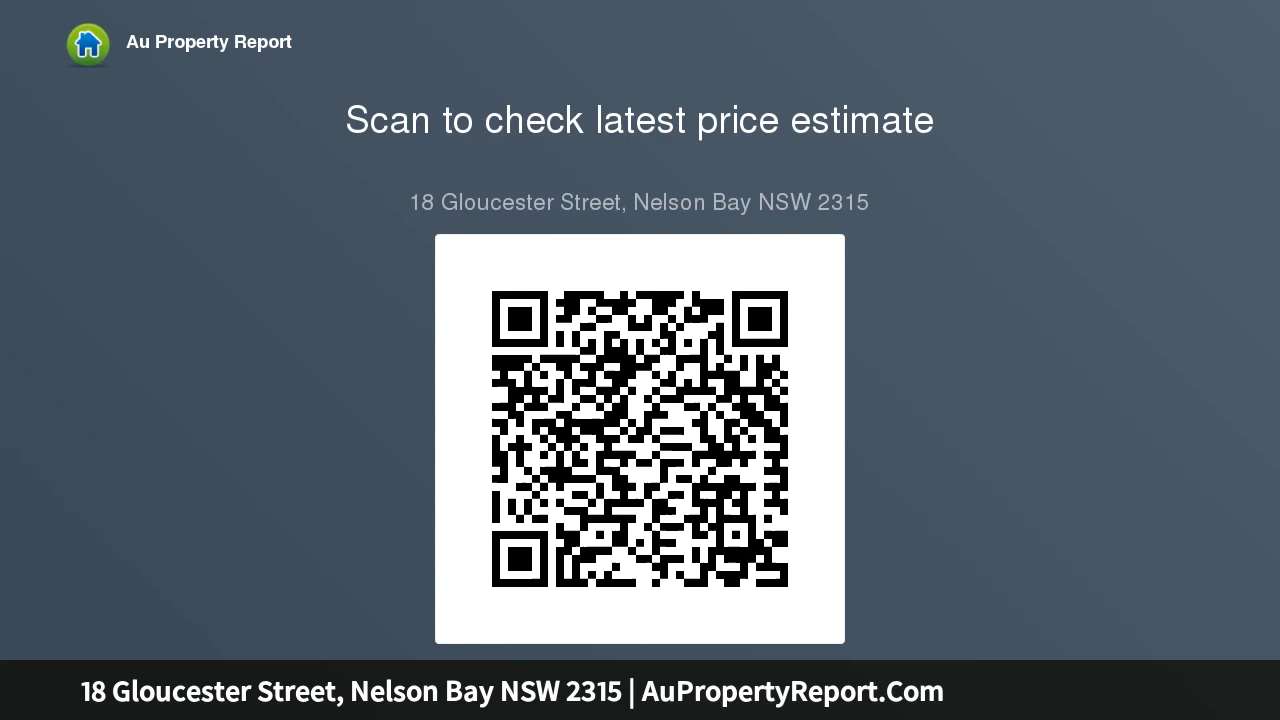 Au Property Report
Scan to check latest price estimate
18 Gloucester Street, Nelson Bay NSW 2315
18 Gloucester Street, Nelson Bay NSW 2315 | AuPropertyReport.Com